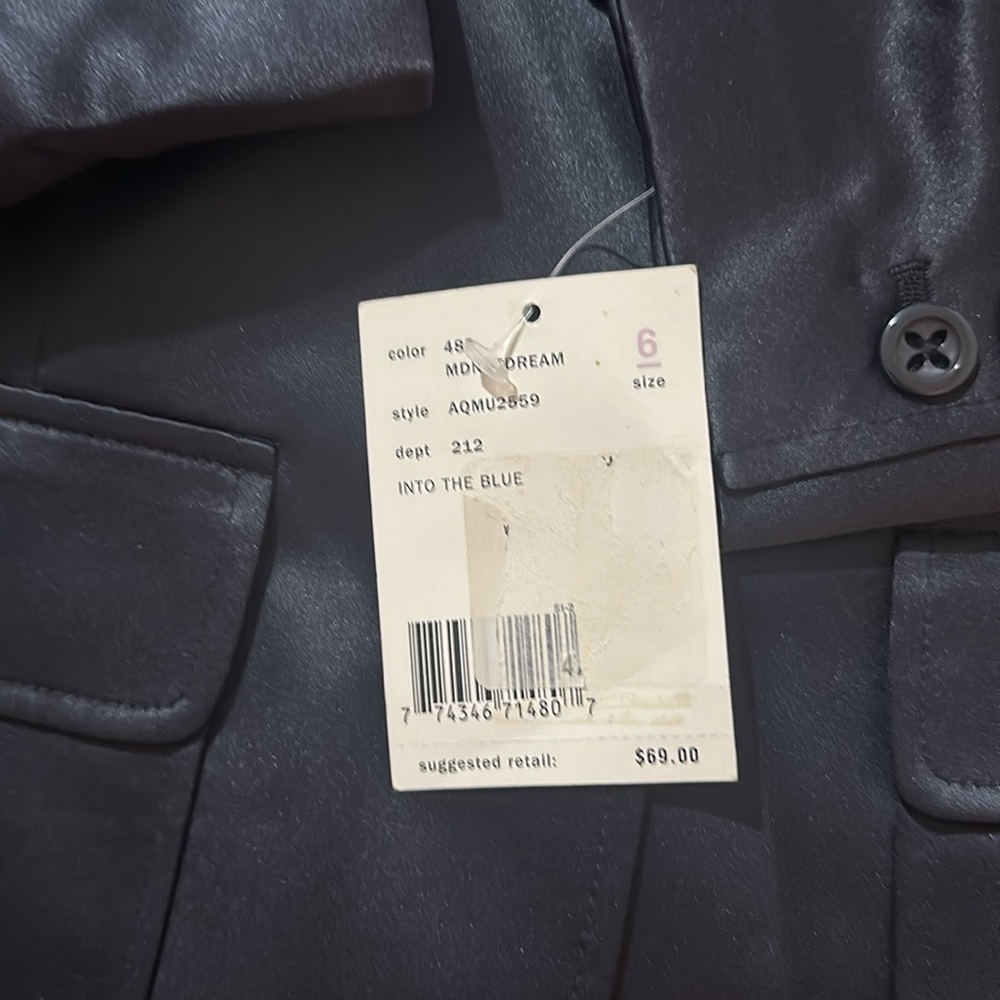 color 48
6
MDN DREAM
size
style AQMU2559
dept 212
INTO THE BLUE
7 74346 71480 7
suggested retail: $69.00